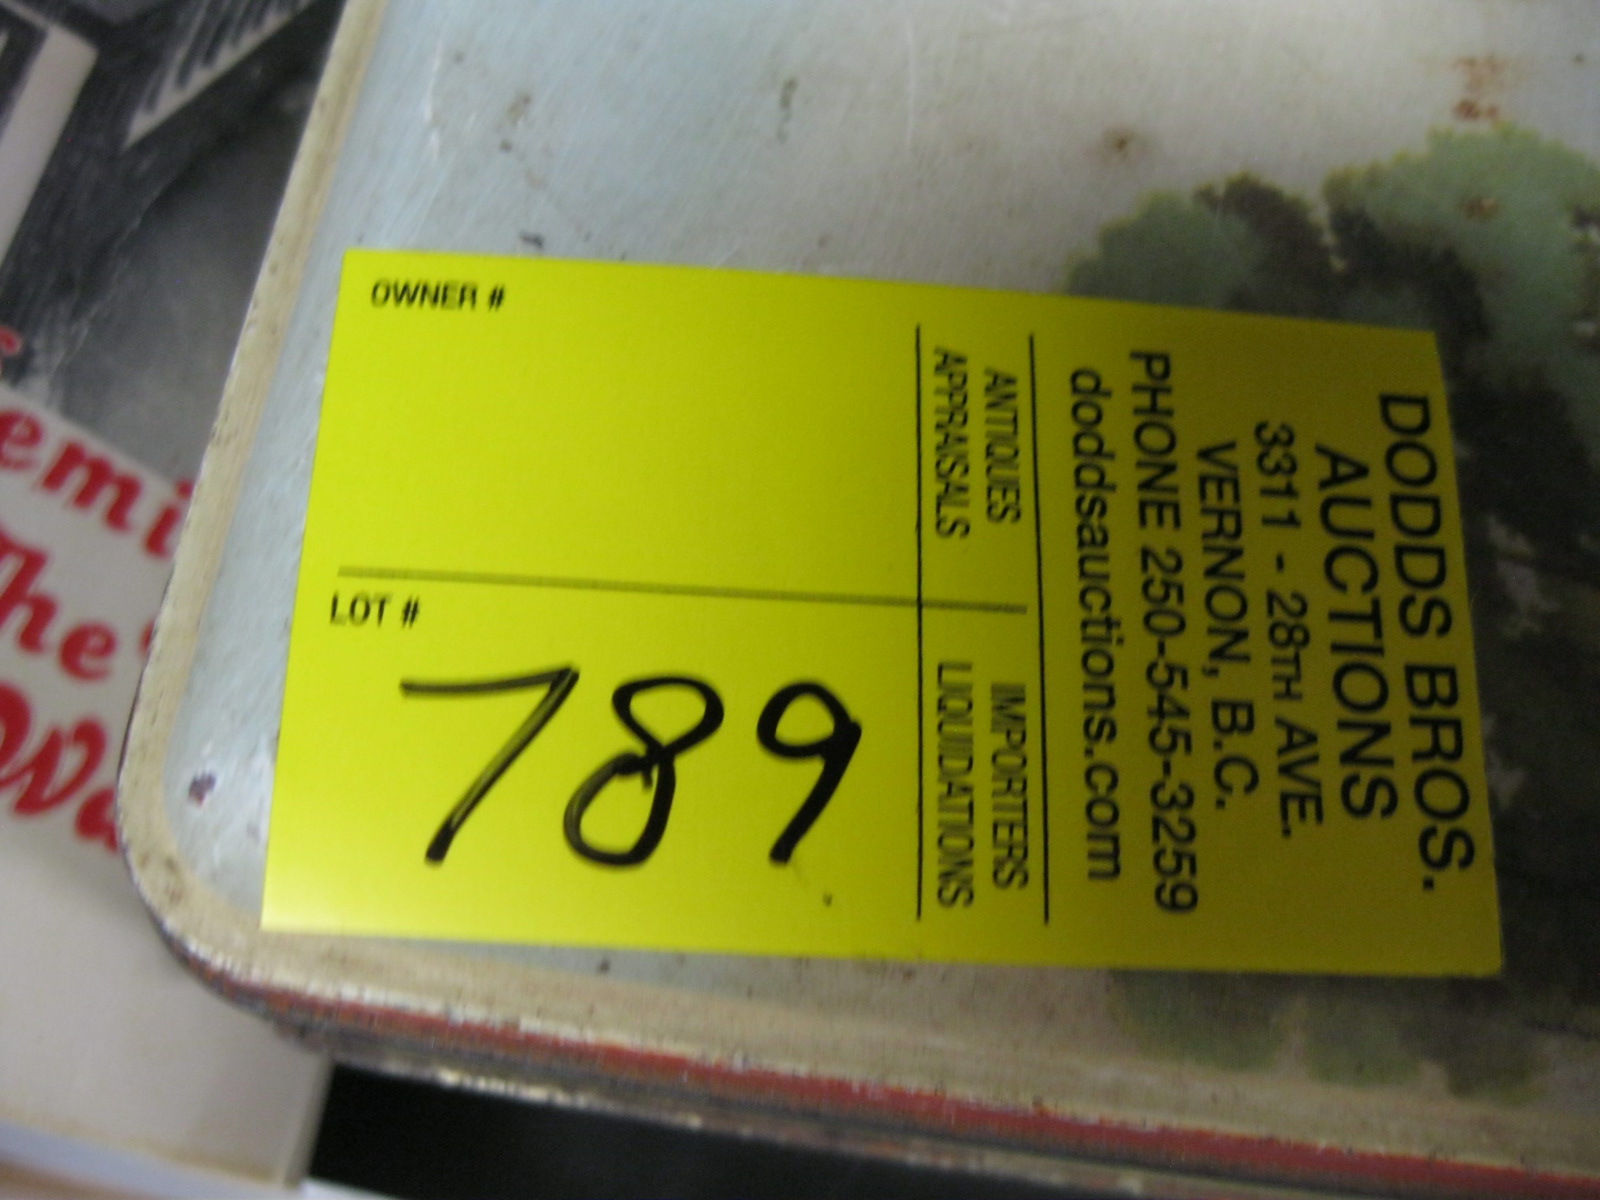 DODDS BROS.
AUCTIONS
3311 - 28TH AVE.
VERNON, B.C.
PHONE 250-545-3259
doddsauctions.com
ANTIQUES
APPRAISALS
IMPORTERS
LIQUIDATIONS
OWNER #
LOT #
789
The